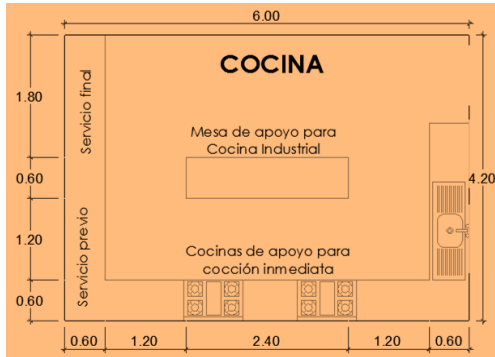 6.00
COCINA
1.80
Servicio final
Mesa de apoyo para
Cocina Industrial
0.60
4.20
1.20
Servicio previo
Cocinas de apoyo para
cocción inmediata
0.60
0.60
1.20
2.40
1.20
0.60